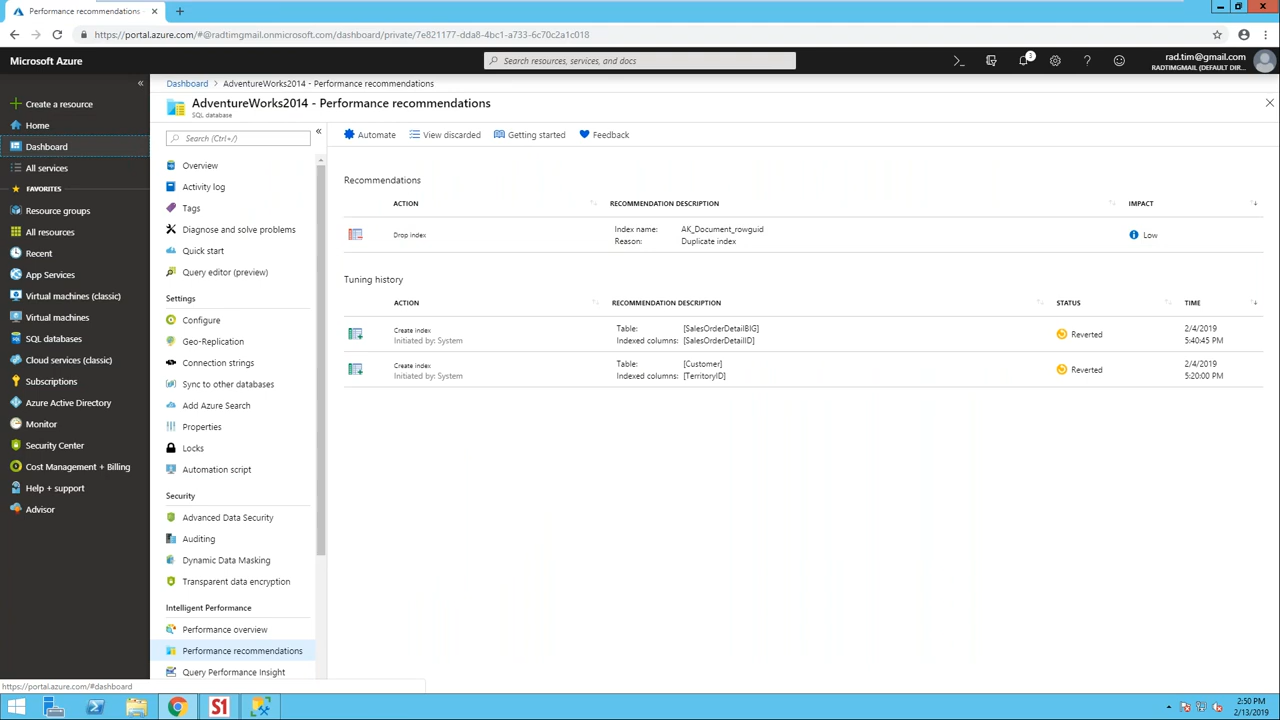 Performance recommendations
https://portal.azure.com/#@radtimgmail.onmicrosoft.com/dashboard/private/7e821177-dda8-4bc1-a733-6c70c2a1c018
Microsoft Azure
Search resources, services, and docs
3
rad.tim@gmail.com
RADTIMGMAIL (DEFAULT DIR...
Create a resource
Home
Dashboard
All services
FAVORITES
Resource groups
All resources
Recent
App Services
Virtual machines (classic)
Virtual machines
SQL databases
Cloud services (classic)
Subscriptions
Azure Active Directory
Monitor
Security Center
Cost Management + Billing
Help + support
Advisor
Dashboard > AdventureWorks2014 - Performance recommendations
AdventureWorks2014 - Performance recommendations
SQL database
Search (Ctrl+/)
Overview
Activity log
Tags
Diagnose and solve problems
Quick start
Query editor (preview)
Settings
Configure
Geo-Replication
Connection strings
Sync to other databases
Add Azure Search
Properties
Locks
Automation script
Security
Advanced Data Security
Auditing
Dynamic Data Masking
Transparent data encryption
Intelligent Performance
Performance overview
Performance recommendations
Query Performance Insight
Automate View discarded Getting started Feedback
Recommendations
ACTION RECOMMENDATION DESCRIPTION IMPACT
Drop index Index name: AK_Document_rowguid Low
Reason: Duplicate index
Tuning history
ACTION RECOMMENDATION DESCRIPTION STATUS TIME
Create index Table: [SalesOrderDetailBIG] Reverted 2/4/2019
Initiated by: System Indexed columns: [SalesOrderDetailID] 5:40:45 PM
Create index Table: [Customer] Reverted 2/4/2019
Initiated by: System Indexed columns: [TerritoryID] 5:20:00 PM
https://portal.azure.com/#dashboard
S1
2:50 PM
2/13/2019